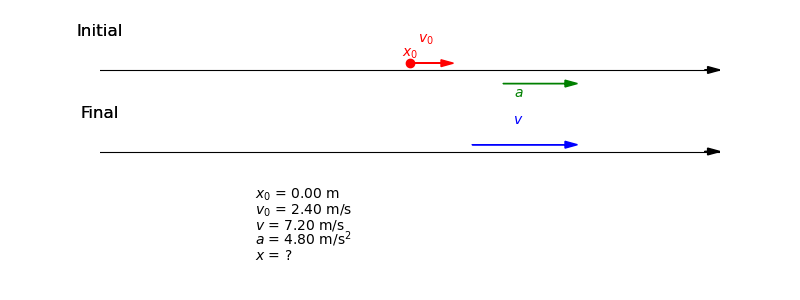 Initial
v₀
x₀
a
Final
v
x₀ = 0.00 m
v₀ = 2.40 m/s
v = 7.20 m/s
a = 4.80 m/s²
x = ?